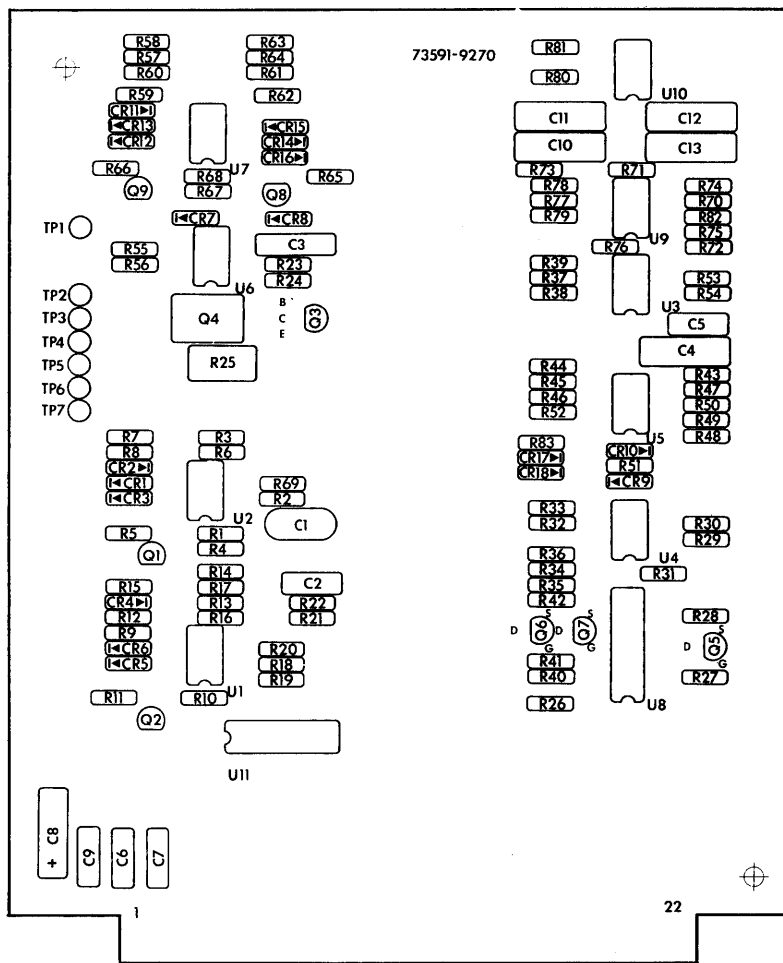 R58 R63 R81
R57 R64 73591-9270
R60 R61 R80
R59 R62 U10
CR11 C11 C12
CR13 CR15
CR12 CR14 C10 C13
CR16
R66 U7 R65 R73 R71
R68 R78 R74
Q9 R67 Q8 R77 R70
R79 R82
TP1 CR7 CR8 R75
U9
R55 C3 R76 R72
R56 R23 R39
R24 R37 R53
TP2 U6 B R38 R54
U3
TP3 Q4 C Q3 C5
TP4 E C4
TP5 R25 R44 R43
TP6 R45 R47
R46 R50
TP7 R52 R49
R7 R3 U5 R48
R8 R6 R83 CR10
CR2 CR17 R51
CR1 R69 CR18 CR9
CR3 R2
R33
U2 C1 R32 R30
R5 R1 R29
Q1 R4 R36
U4
R14 R34 R31
R15 R17 C2 R35
CR4 R13 R22 R42
R12 R16 R21 S S R28
R9 D Q6 D Q7 S
CR6 R20 G G D Q5
CR5 R18 R41 G
R19 R40 R27
R11 R10 U1 R26 U8
Q2
U11
+ C8 C9 C6 C7
1 22